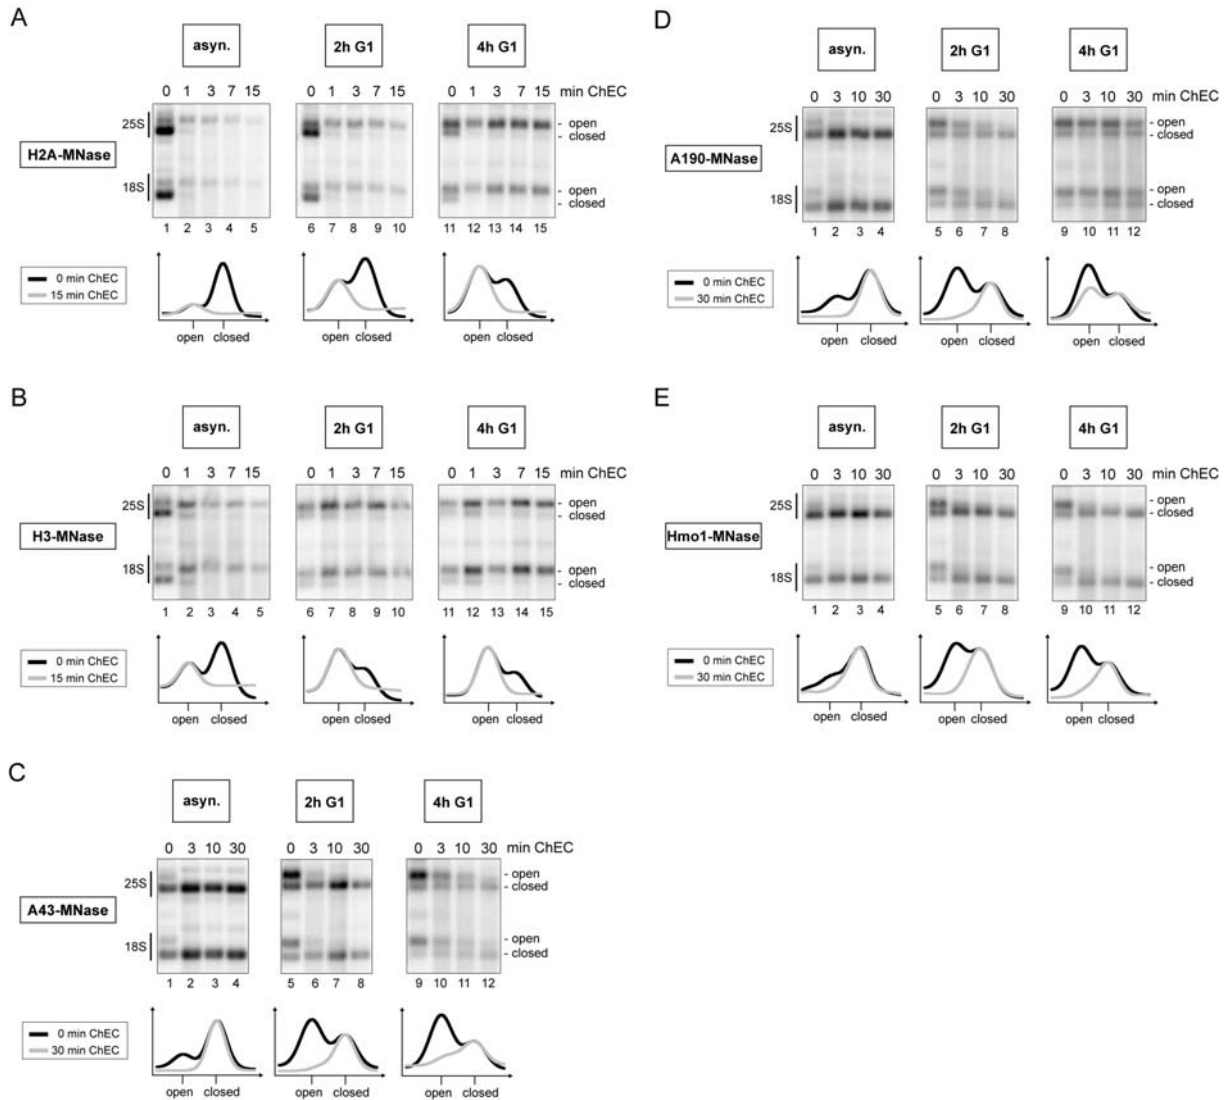 A
asyn. 2h G1 4h G1
0 1 3 7 15 0 1 3 7 15 0 1 3 7 15 min ChEC
25S - open
- closed
H2A-MNase
18S - open
- closed
1 2 3 4 5 6 7 8 9 10 11 12 13 14 15
0 min ChEC
15 min ChEC
open closed open closed open closed
B
asyn. 2h G1 4h G1
0 1 3 7 15 0 1 3 7 15 0 1 3 7 15 min ChEC
25S - open
- closed
H3-MNase
18S - open
- closed
1 2 3 4 5 6 7 8 9 10 11 12 13 14 15
0 min ChEC
15 min ChEC
open closed open closed open closed
C
asyn. 2h G1 4h G1
0 3 10 30 0 3 10 30 0 3 10 30 min ChEC
25S - open
- closed
A43-MNase
18S - open
- closed
1 2 3 4 5 6 7 8 9 10 11 12
0 min ChEC
30 min ChEC
open closed open closed open closed
D
asyn. 2h G1 4h G1
0 3 10 30 0 3 10 30 0 3 10 30 min ChEC
25S - open
- closed
A190-MNase
18S - open
- closed
1 2 3 4 5 6 7 8 9 10 11 12
0 min ChEC
30 min ChEC
open closed open closed open closed
E
asyn. 2h G1 4h G1
0 3 10 30 0 3 10 30 0 3 10 30 min ChEC
25S - open
- closed
Hmo1-MNase
18S - open
- closed
1 2 3 4 5 6 7 8 9 10 11 12
0 min ChEC
30 min ChEC
open closed open closed open closed